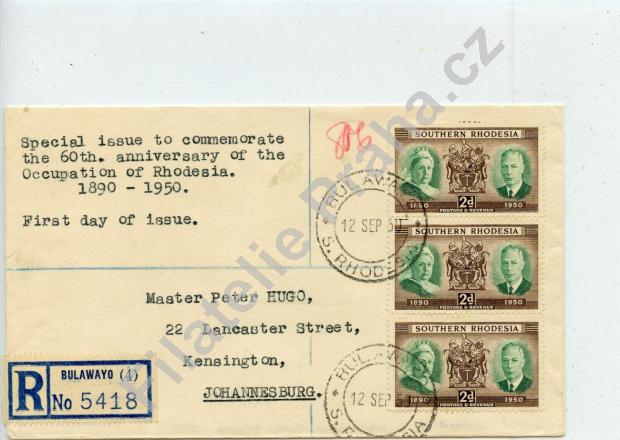 Special issue to commemorate
the 60th. anniversary of the
Occupation of Rhodesia.
1890 - 1950.
First day of issue.
806
SOUTHERN RHODESIA
1890 2d 1950
POSTAGE & REVENUE
SOUTHERN RHODESIA
1890 2d 1950
POSTAGE & REVENUE
SOUTHERN RHODESIA
2d 1950
POSTAGE & REVENUE
BULAWAYO
12 SEP 50
S. RHODESIA
Master Peter HUGO,
22 Lancaster Street,
Kensington,
JOHANNESBURG.
R BULAWAYO (4)
No 5418
BULAWAYO
12 SEP
S. RHODESIA
Filatelie-Praha.cz